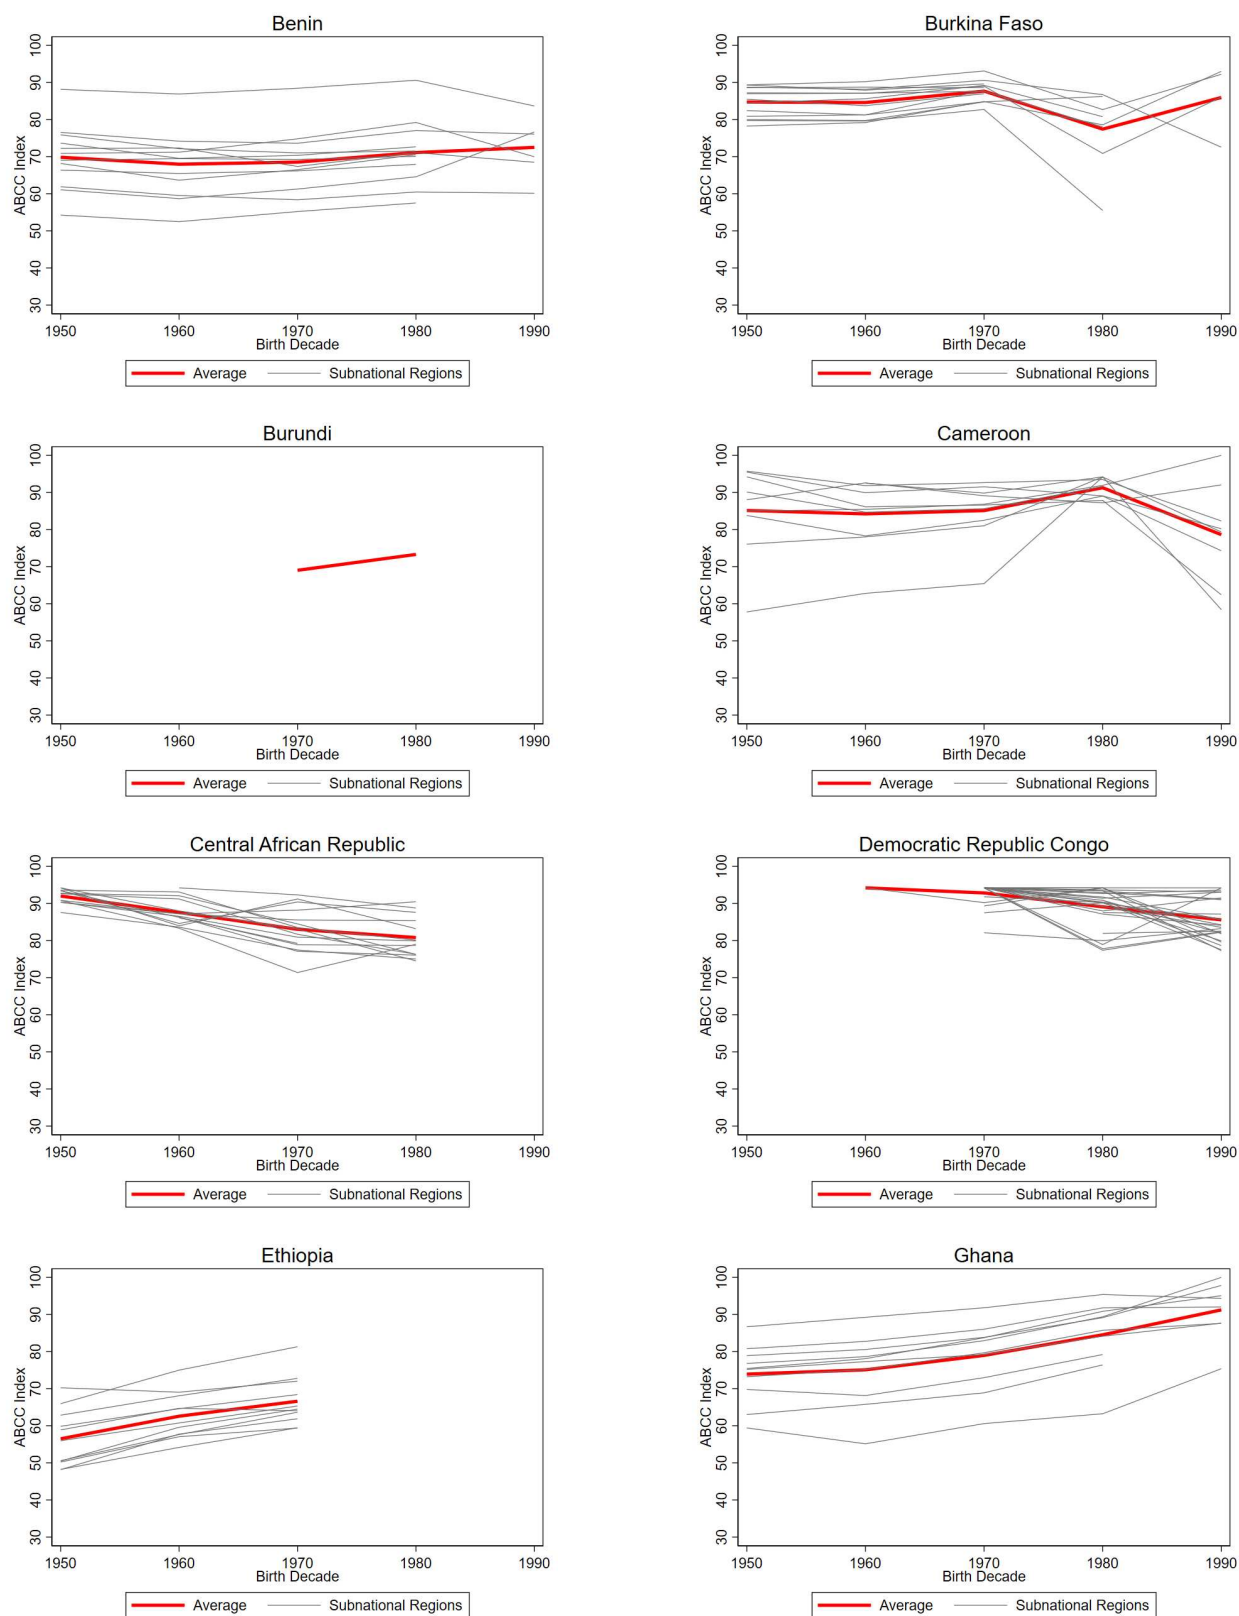 Benin
ABCC Index
100
90
80
70
60
50
40
30
1950
1960
1970
1980
1990
Birth Decade
Average
Subnational Regions
Burkina Faso
ABCC Index
100
90
80
70
60
50
40
30
1950
1960
1970
1980
1990
Birth Decade
Average
Subnational Regions
Burundi
ABCC Index
100
90
80
70
60
50
40
30
1950
1960
1970
1980
1990
Birth Decade
Average
Subnational Regions
Cameroon
ABCC Index
100
90
80
70
60
50
40
30
1950
1960
1970
1980
1990
Birth Decade
Average
Subnational Regions
Central African Republic
ABCC Index
100
90
80
70
60
50
40
30
1950
1960
1970
1980
1990
Birth Decade
Average
Subnational Regions
Democratic Republic Congo
ABCC Index
100
90
80
70
60
50
40
30
1950
1960
1970
1980
1990
Birth Decade
Average
Subnational Regions
Ethiopia
ABCC Index
100
90
80
70
60
50
40
30
1950
1960
1970
1980
1990
Birth Decade
Average
Subnational Regions
Ghana
ABCC Index
100
90
80
70
60
50
40
30
1950
1960
1970
1980
1990
Birth Decade
Average
Subnational Regions